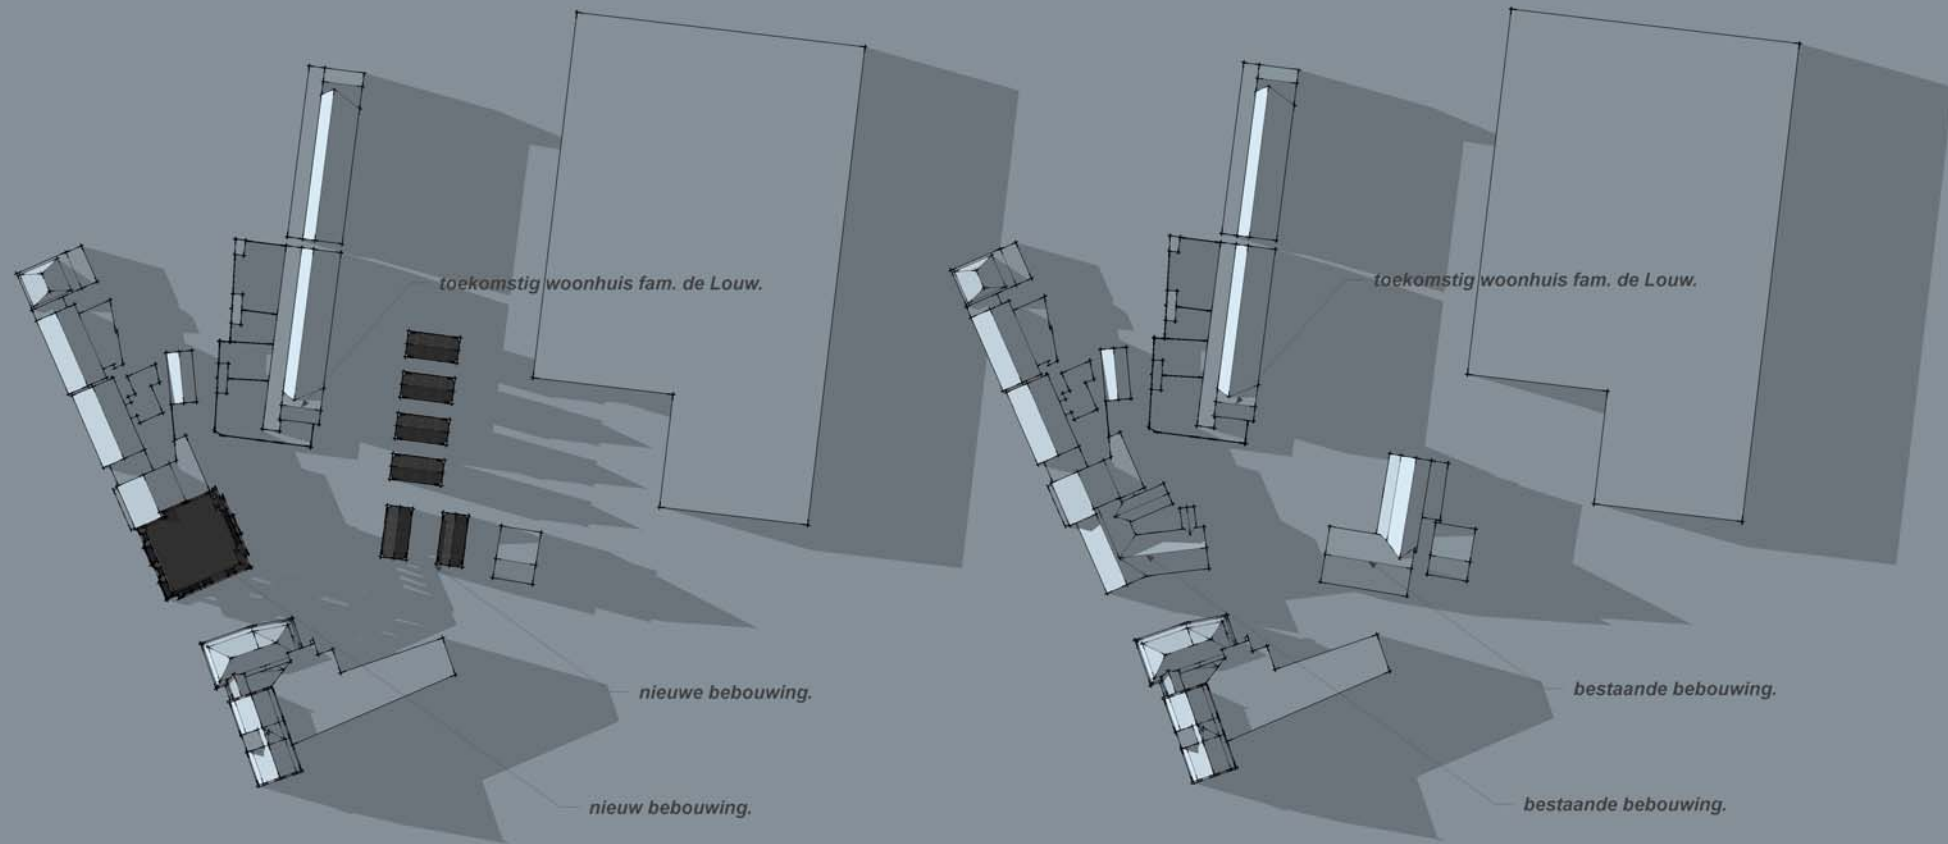 toekomstig woonhuis fam. de Louw.
nieuwe bebouwing.
nieuw bebouwing.
toekomstig woonhuis fam. de Louw.
bestaande bebouwing.
bestaande bebouwing.